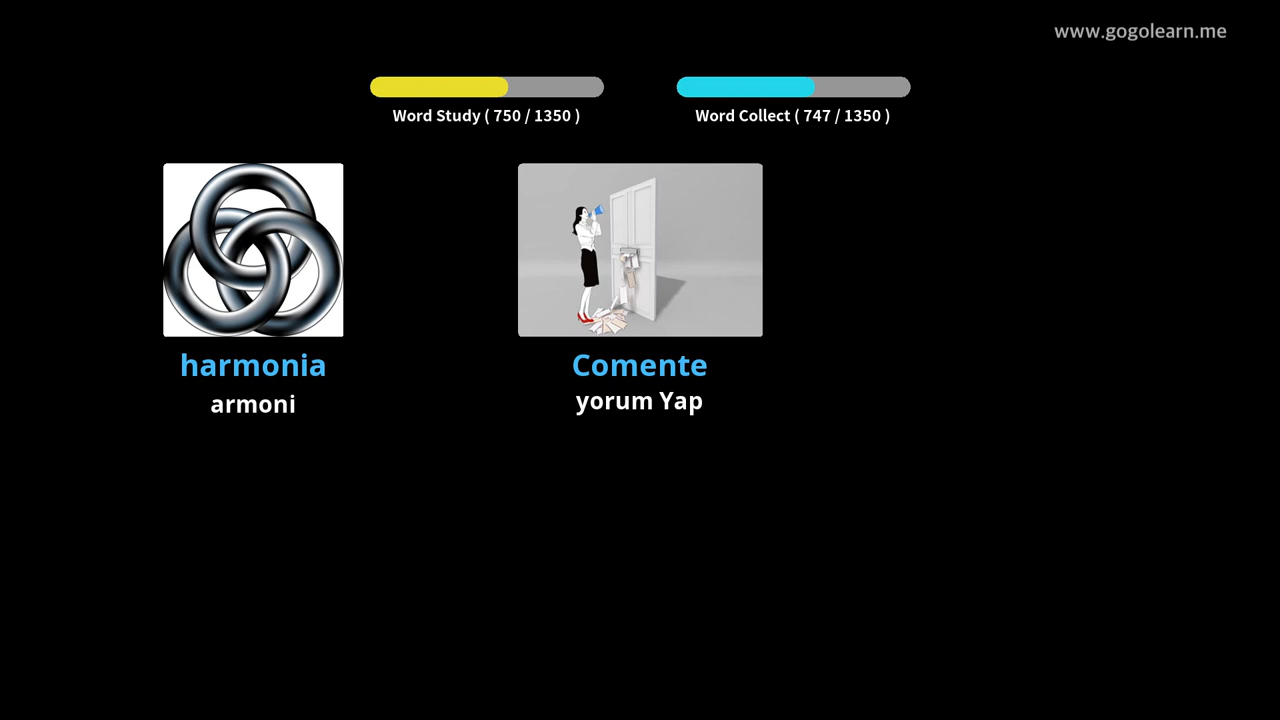 www.gogolearn.me
Word Study ( 750 / 1350 )
Word Collect ( 747 / 1350 )
harmonia
armoni
Comente
yorum Yap